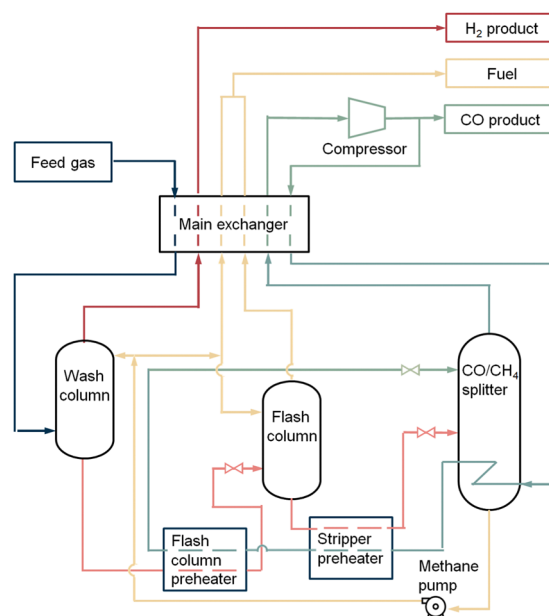 H₂ product
Fuel
CO product
Compressor
Feed gas
Main exchanger
Wash
column
Flash
column
CO/CH₄
splitter
Flash
column
preheater
Stripper
preheater
Methane
pump